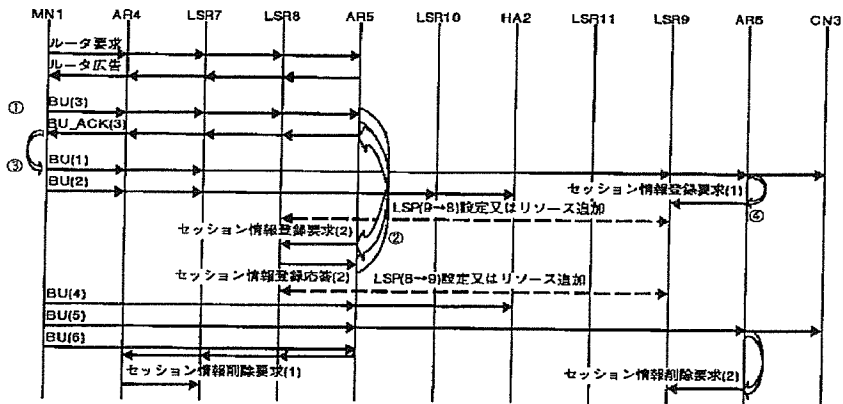 MN1 AR4 LSR7 LSR8 AR5 LSR10 HA2 LSR11 LSR9 AR6 CN3
ルータ要求
ルータ広告
① BU(3)
BU_ACK(3)
③ BU(1)
BU(2)
セッション情報登録要求(1)
④
LSP(9→8)設定又はリソース追加
セッション情報登録要求(2)
②
セッション情報登録応答(2)
LSP(8→9)設定又はリソース追加
BU(4)
BU(5)
BU(6)
セッション情報削除要求(1)
セッション情報削除要求(2)